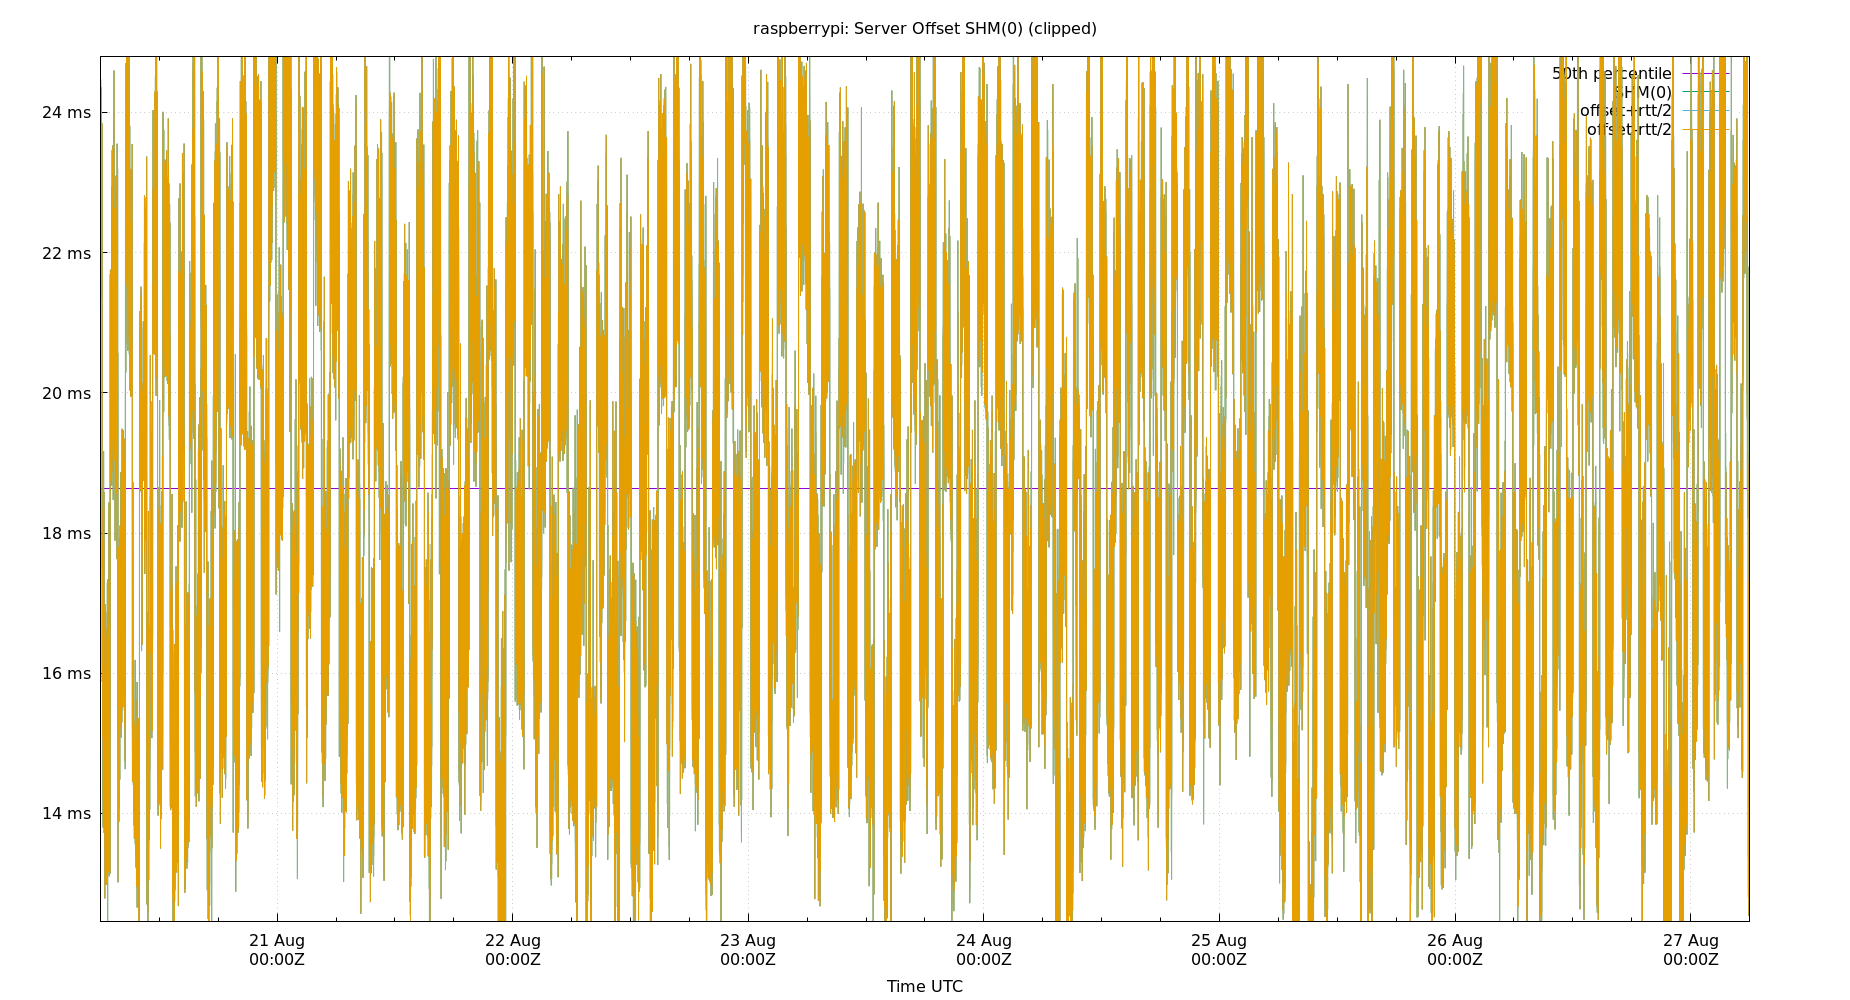 raspberrypi: Server Offset SHM(0) (clipped)
50th percentile
SHM(0)
offset+rtt/2
offset-rtt/2
24 ms
22 ms
20 ms
18 ms
16 ms
14 ms
21 Aug
00:00Z
22 Aug
00:00Z
23 Aug
00:00Z
24 Aug
00:00Z
25 Aug
00:00Z
26 Aug
00:00Z
27 Aug
00:00Z
Time UTC